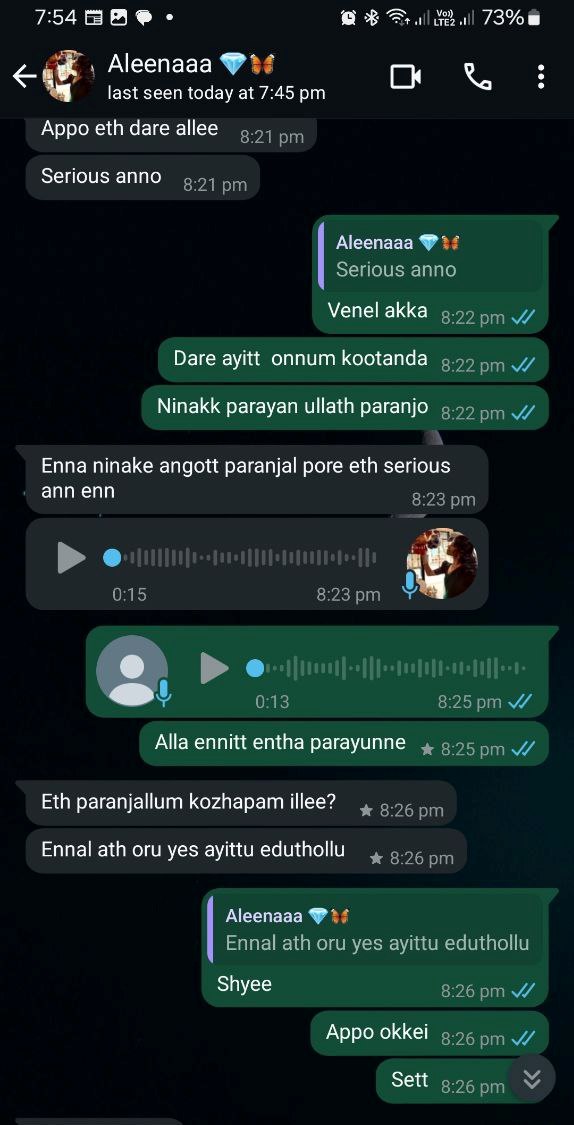 7:54 Vo)) LTE2 73%
Aleenaaa 💎🦋
last seen today at 7:45 pm
Appo eth dare allee 8:21 pm
Serious anno 8:21 pm
Aleenaaa 💎🦋
Serious anno
Venel akka 8:22 pm
Dare ayitt onnum kootanda 8:22 pm
Ninakk parayan ullath paranjo 8:22 pm
Enna ninake angott paranjal pore eth serious
ann enn 8:23 pm
0:15 8:23 pm
0:13 8:25 pm
Alla ennitt entha parayunne 8:25 pm
Eth paranjallum kozhapam illee? 8:26 pm
Ennal ath oru yes ayittu eduthollu 8:26 pm
Aleenaaa 💎🦋
Ennal ath oru yes ayittu eduthollu
Shyee 8:26 pm
Appo okkei 8:26 pm
Sett 8:26 pm